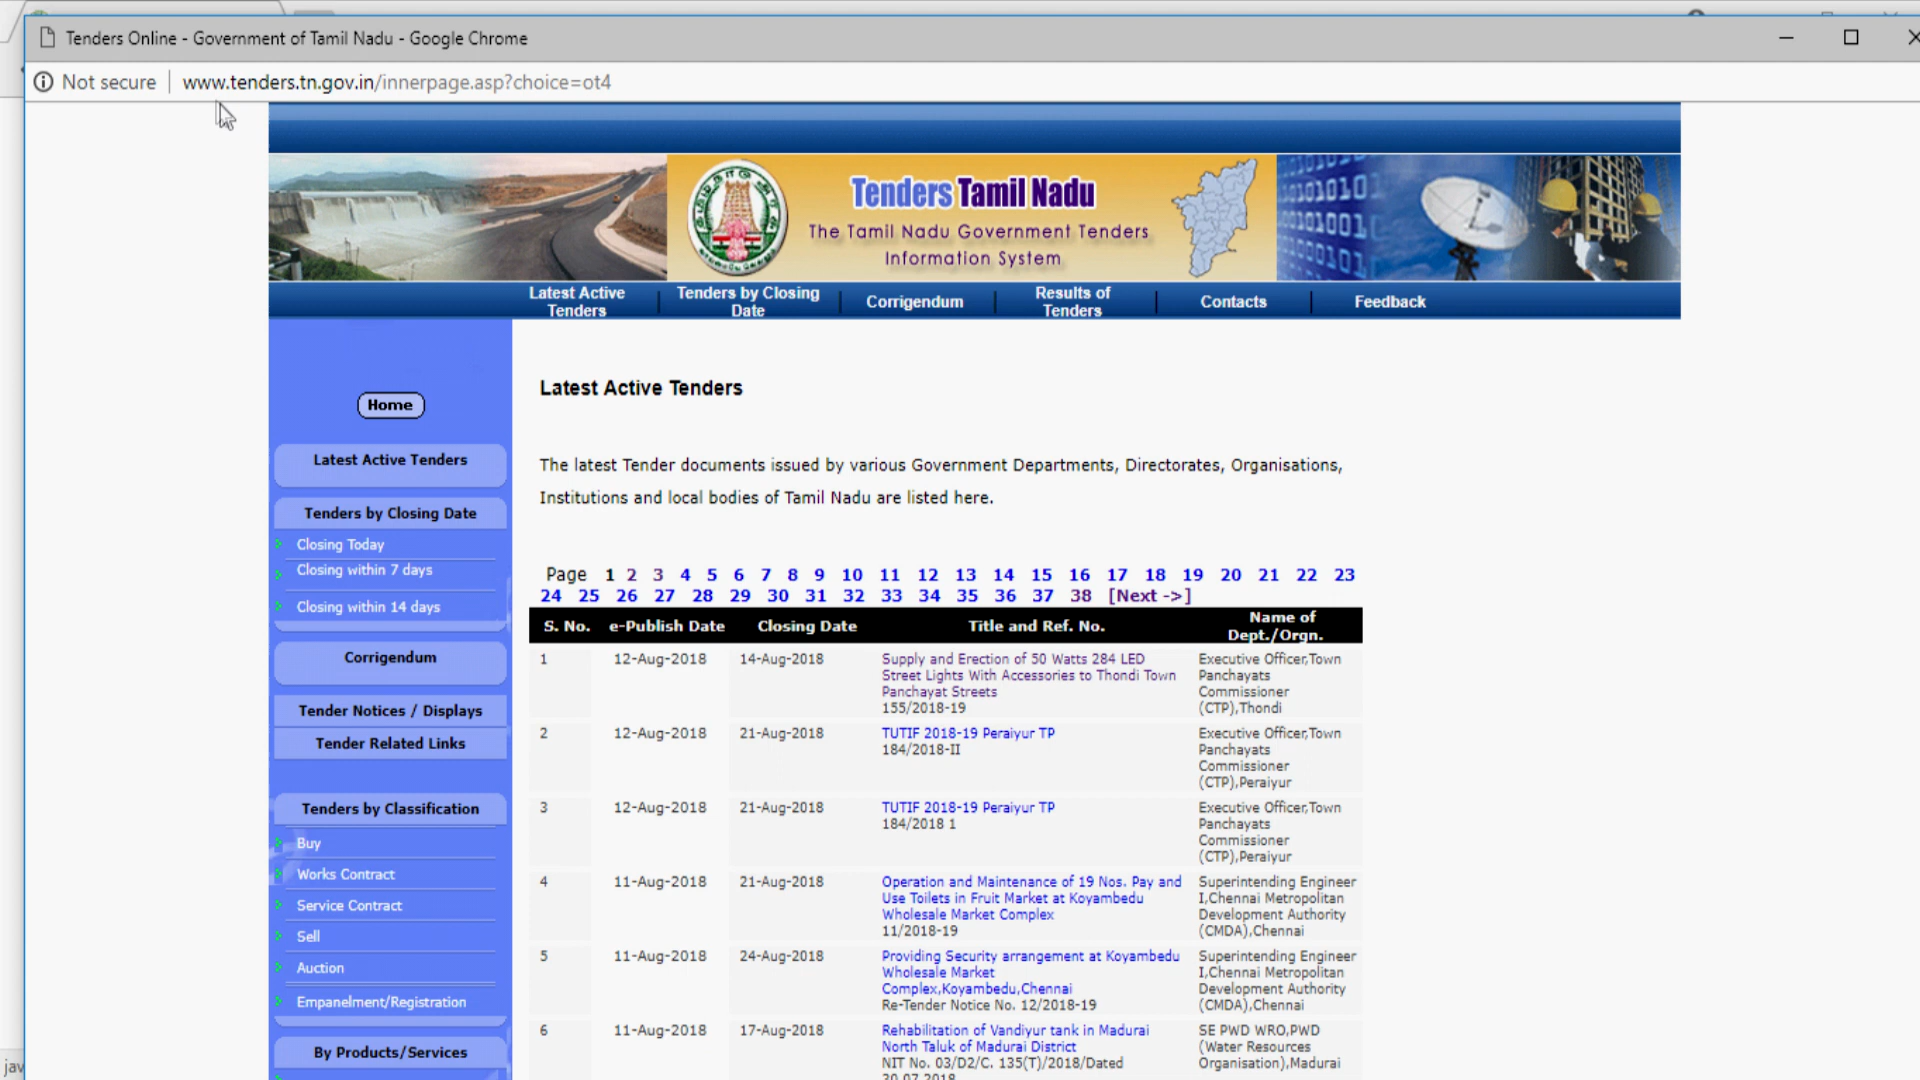 Tenders Online - Government of Tamil Nadu - Google Chrome
Not secure | www.tenders.tn.gov.in/innerpage.asp?choice=ot4
Tenders Tamil Nadu
The Tamil Nadu Government Tenders
Information System
Latest Active Tenders
Tenders by Closing Date
Corrigendum
Results of Tenders
Contacts
Feedback
Home
Latest Active Tenders
Tenders by Closing Date
Closing Today
Closing within 7 days
Closing within 14 days
Corrigendum
Tender Notices / Displays
Tender Related Links
Tenders by Classification
Buy
Works Contract
Service Contract
Sell
Auction
Empanelment/Registration
By Products/Services
Latest Active Tenders
The latest Tender documents issued by various Government Departments, Directorates, Organisations,
Institutions and local bodies of Tamil Nadu are listed here.
Page 1 2 3 4 5 6 7 8 9 10 11 12 13 14 15 16 17 18 19 20 21 22 23
24 25 26 27 28 29 30 31 32 33 34 35 36 37 38 [Next ->]
S. No. e-Publish Date Closing Date Title and Ref. No. Name of Dept./Orgn.
1 12-Aug-2018 14-Aug-2018 Supply and Erection of 50 Watts 284 LED
Street Lights With Accessories to Thondi Town
Panchayat Streets
155/2018-19
Executive Officer,Town
Panchayats
Commissioner
(CTP),Thondi
2 12-Aug-2018 21-Aug-2018 TUTIF 2018-19 Peraiyur TP
184/2018-II
Executive Officer,Town
Panchayats
Commissioner
(CTP),Peraiyur
3 12-Aug-2018 21-Aug-2018 TUTIF 2018-19 Peraiyur TP
184/2018 1
Executive Officer,Town
Panchayats
Commissioner
(CTP),Peraiyur
4 11-Aug-2018 21-Aug-2018 Operation and Maintenance of 19 Nos. Pay and
Use Toilets in Fruit Market at Koyambedu
Wholesale Market Complex
11/2018-19
Superintending Engineer
I,Chennai Metropolitan
Development Authority
(CMDA),Chennai
5 11-Aug-2018 24-Aug-2018 Providing Security arrangement at Koyambedu
Wholesale Market
Complex,Koyambedu,Chennai
Re-Tender Notice No. 12/2018-19
Superintending Engineer
I,Chennai Metropolitan
Development Authority
(CMDA),Chennai
6 11-Aug-2018 17-Aug-2018 Rehabilitation of Vandiyur tank in Madurai
North Taluk of Madurai District
NIT No. 03/D2/C. 135(T)/2018/Dated
30.07.2018
SE PWD WRO,PWD
(Water Resources
Organisation),Madurai
jav